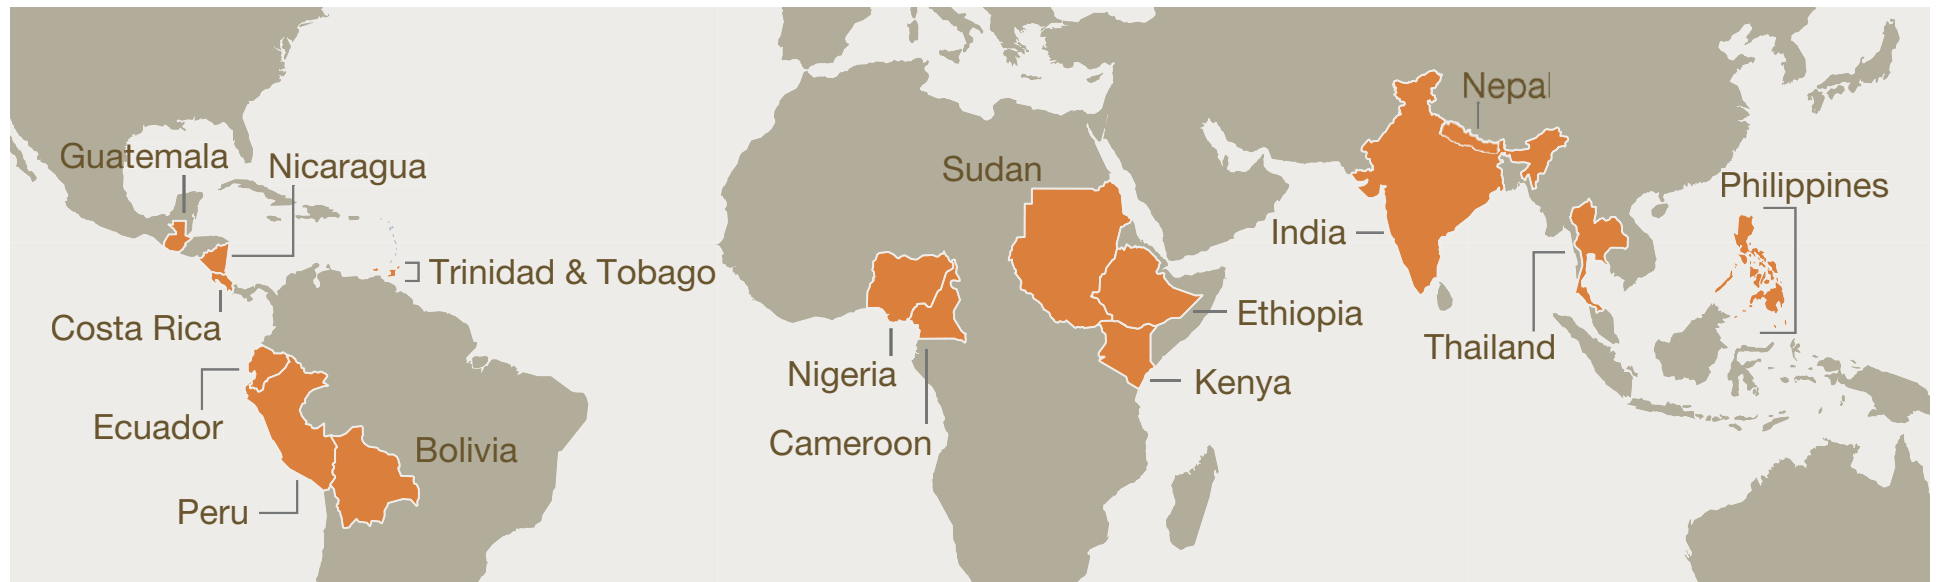 Guatemala
Nicaragua
Trinidad & Tobago
Costa Rica
Ecuador
Bolivia
Peru
Sudan
Nigeria
Cameroon
Ethiopia
Kenya
Nepal
India
Thailand
Philippines